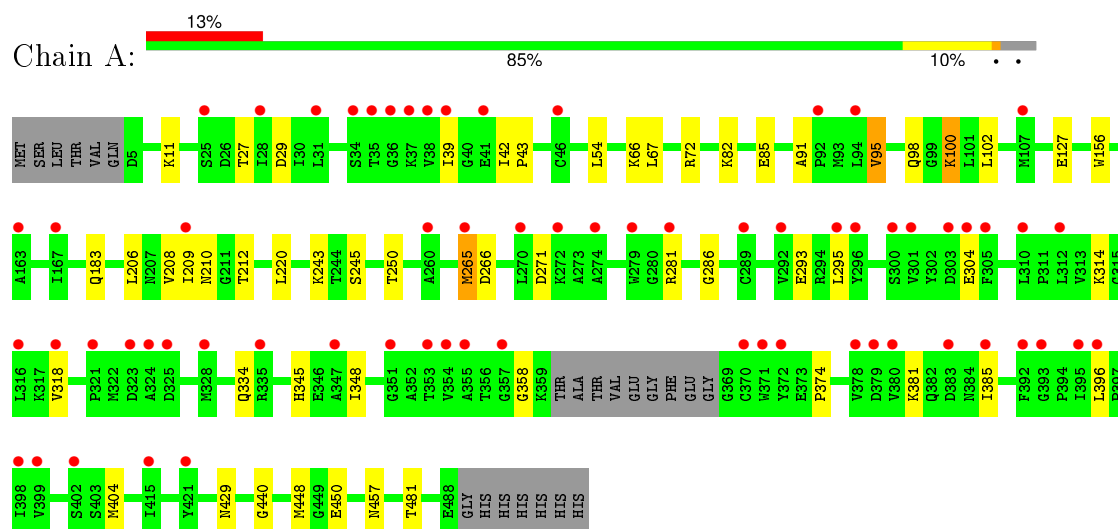 13%
Chain A:
85% 10%
MET SER LEU THR VAL GLN D5 K11 S25 D26 T27 I28 D29 I30 L31 S34 T35 G36 K37 V38 I39 G40 E41 I42 P43 C46 L54 K66 L67 R72 K82 E85 A91 P92 M93 I94 V95 Q98 G99 K100 L101 L102 M107 E127 W156
A163 I167 Q183 L206 N207 V208 I209 N210 G211 T212 L220 K243 T244 S245 T250 A260 M265 D266 L270 D271 K272 A273 A274 W279 G280 R281 G286 C289 V292 E293 R294 L295 Y296 S300 V301 Y302 D303 E304 F305 L310 P311 L312 V313 K314 G315
L316 K317 V318 P321 M322 D323 A324 D325 M328 Q334 R335 H345 E346 A347 I348 G351 A352 T353 V354 A355 T356 G357 G358 K359 THR ALA THR VAL GLU GLY PHE GLU GLY G369 C370 W371 Y372 E373 P374 V378 D379 V380 K381 Q382 D383 N384 I385 F392 G393 P394 I395 L396 P397
I398 V399 S402 S403 M404 I415 Y421 N429 G440 M448 G449 E450 N457 T481 E488 GLY HIS HIS HIS HIS HIS HIS